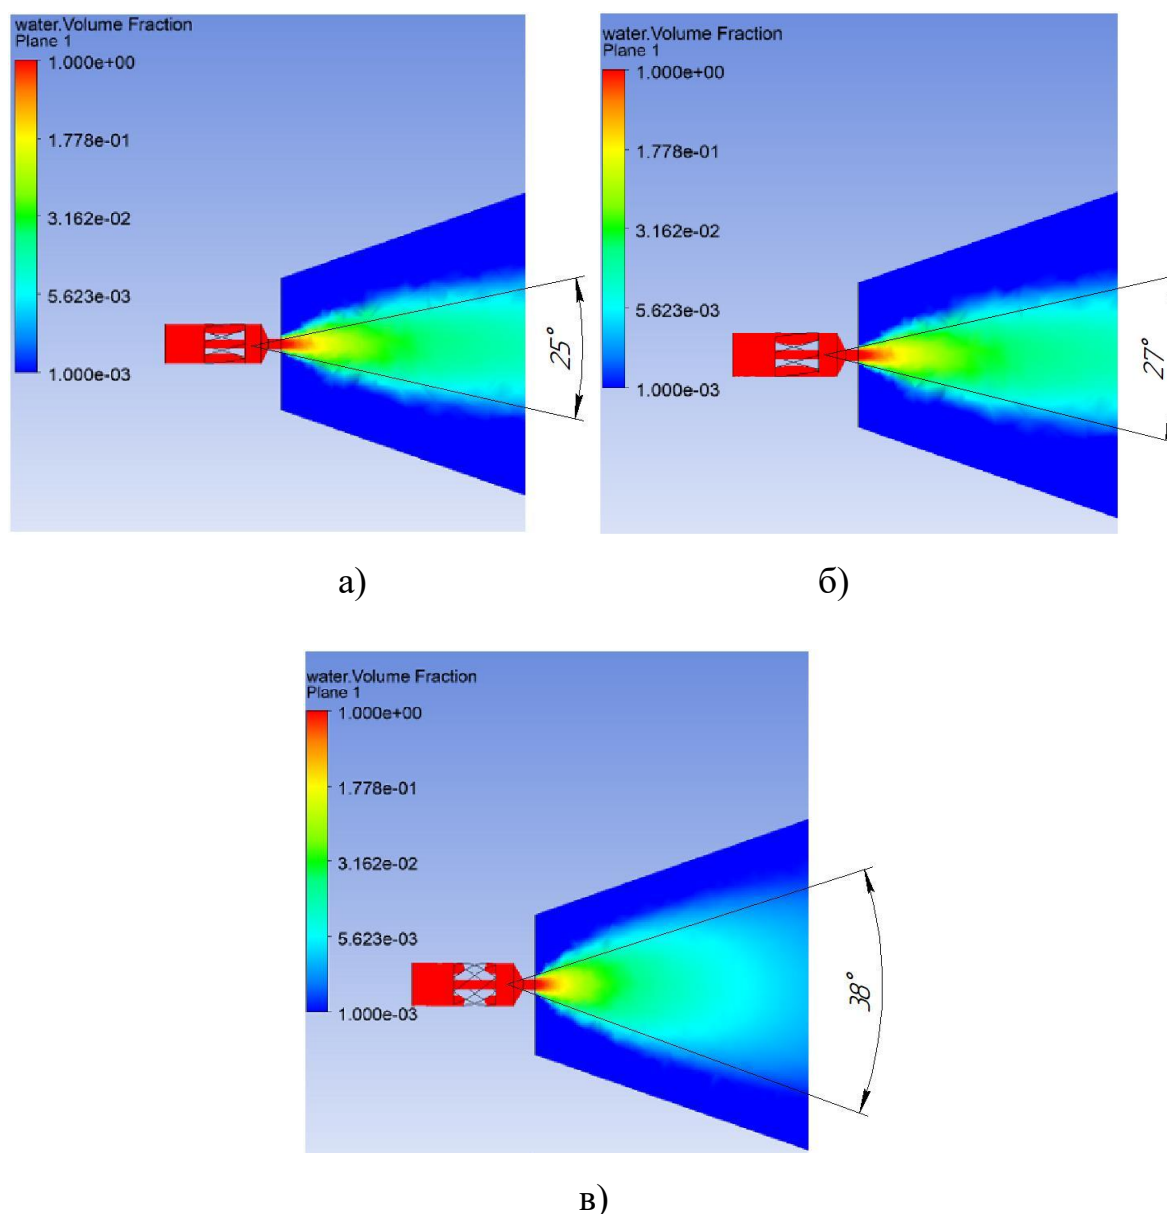 water.Volume Fraction
Plane 1
1.000e+00
1.778e-01
3.162e-02
5.623e-03
1.000e-03
25°
а)
water.Volume Fraction
Plane 1
1.000e+00
1.778e-01
3.162e-02
5.623e-03
1.000e-03
27°
б)
water.Volume Fraction
Plane 1
1.000e+00
1.778e-01
3.162e-02
5.623e-03
1.000e-03
38°
в)